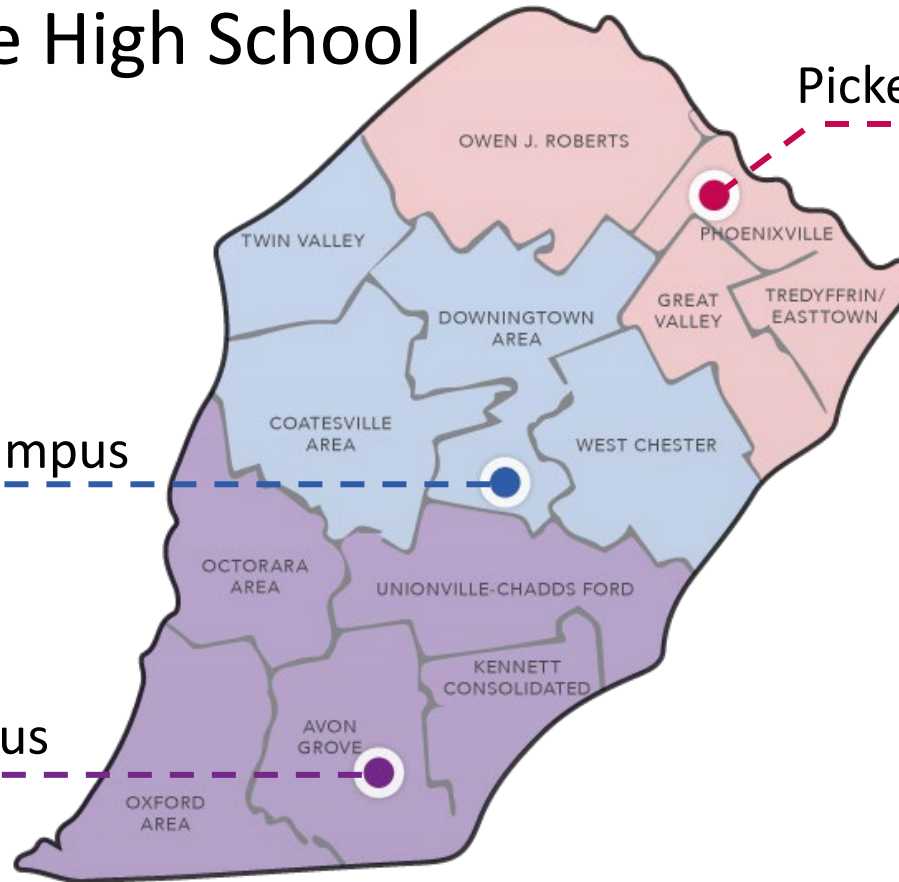 e High School
Picke
OWEN J. ROBERTS
PHOENIXVILLE
TWIN VALLEY
GREAT
VALLEY
TREDYFFRIN/
EASTTOWN
DOWNINGTOWN
AREA
COATESVILLE
AREA
WEST CHESTER
mpus
OCTORARA
AREA
UNIONVILLE-CHADDS FORD
KENNETT
CONSOLIDATED
AVON
GROVE
us
OXFORD
AREA